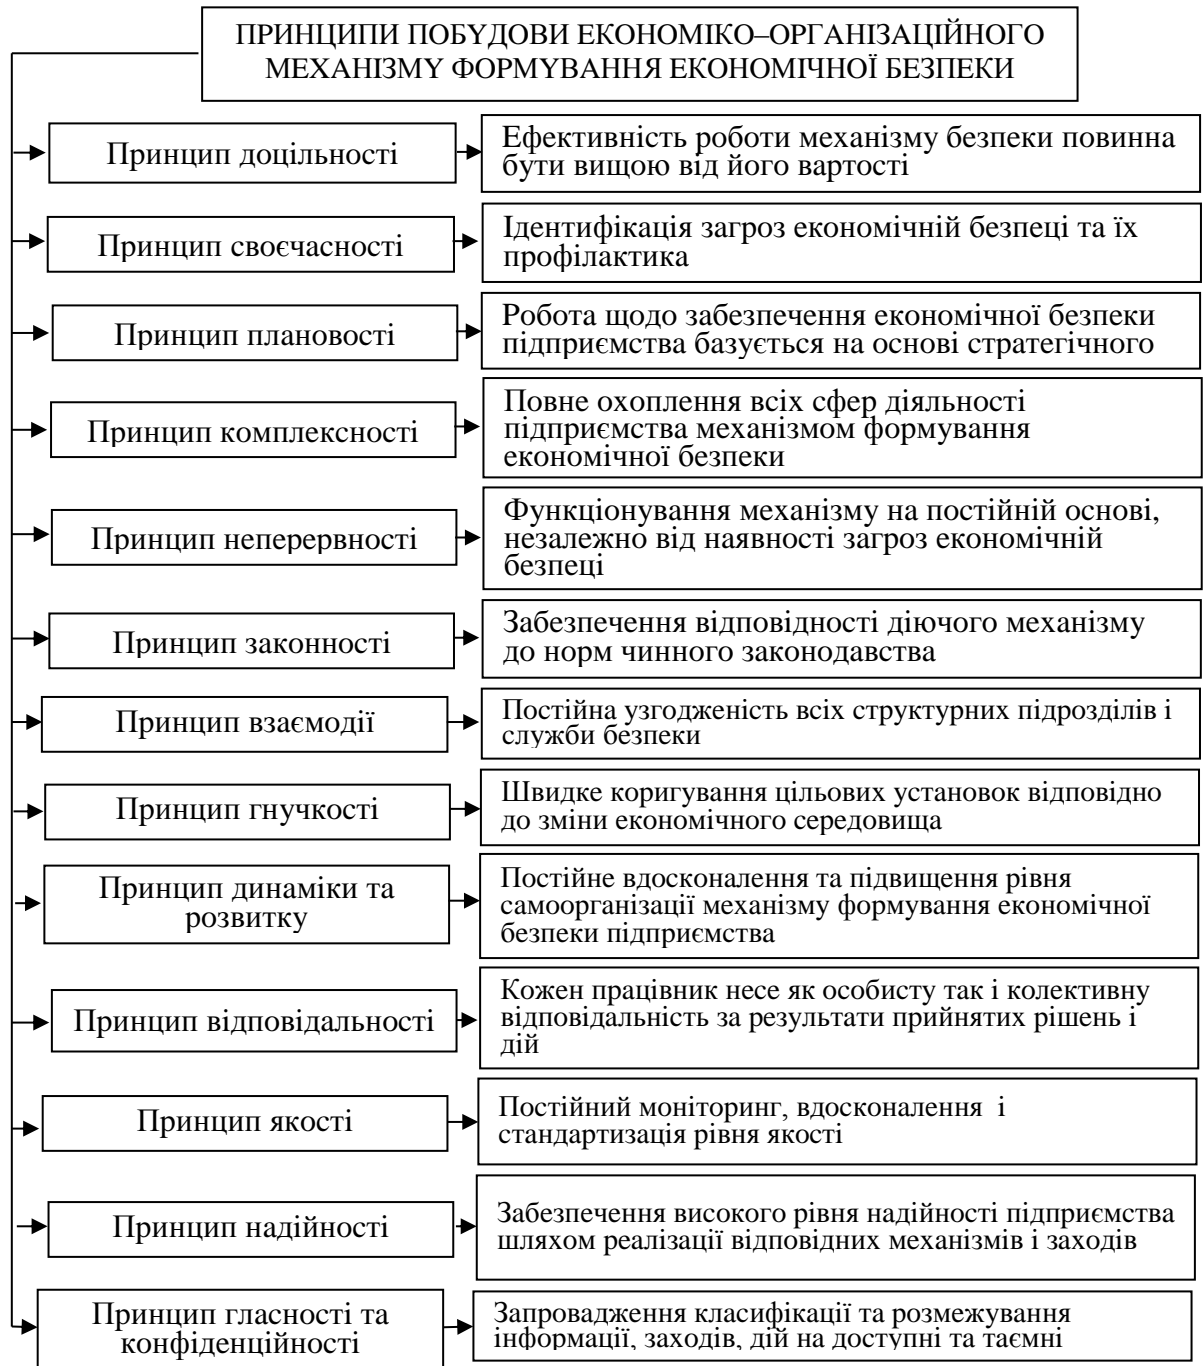 ПРИНЦИПИ ПОБУДОВИ ЕКОНОМІКО–ОРГАНІЗАЦІЙНОГО
МЕХАНІЗМУ ФОРМУВАННЯ ЕКОНОМІЧНОЇ БЕЗПЕКИ
Принцип доцільності
Ефективність роботи механізму безпеки повинна
бути вищою від його вартості
Принцип своєчасності
Ідентифікація загроз економічній безпеці та їх
профілактика
Принцип плановості
Робота щодо забезпечення економічної безпеки
підприємства базується на основі стратегічного
Принцип комплексності
Повне охоплення всіх сфер діяльності
підприємства механізмом формування
економічної безпеки
Принцип неперервності
Функціонування механізму на постійній основі,
незалежно від наявності загроз економічній
безпеці
Принцип законності
Забезпечення відповідності діючого механізму
до норм чинного законодавства
Принцип взаємодії
Постійна узгодженість всіх структурних підрозділів і
служби безпеки
Принцип гнучкості
Швидке коригування цільових установок відповідно
до зміни економічного середовища
Принцип динаміки та
розвитку
Постійне вдосконалення та підвищення рівня
самоорганізації механізму формування економічної
безпеки підприємства
Принцип відповідальності
Кожен працівник несе як особисту так і колективну
відповідальність за результати прийнятих рішень і
дій
Принцип якості
Постійний моніторинг, вдосконалення і
стандартизація рівня якості
Принцип надійності
Забезпечення високого рівня надійності підприємства
шляхом реалізації відповідних механізмів і заходів
Принцип гласності та
конфіденційності
Запровадження класифікації та розмежування
інформації, заходів, дій на доступні та таємні